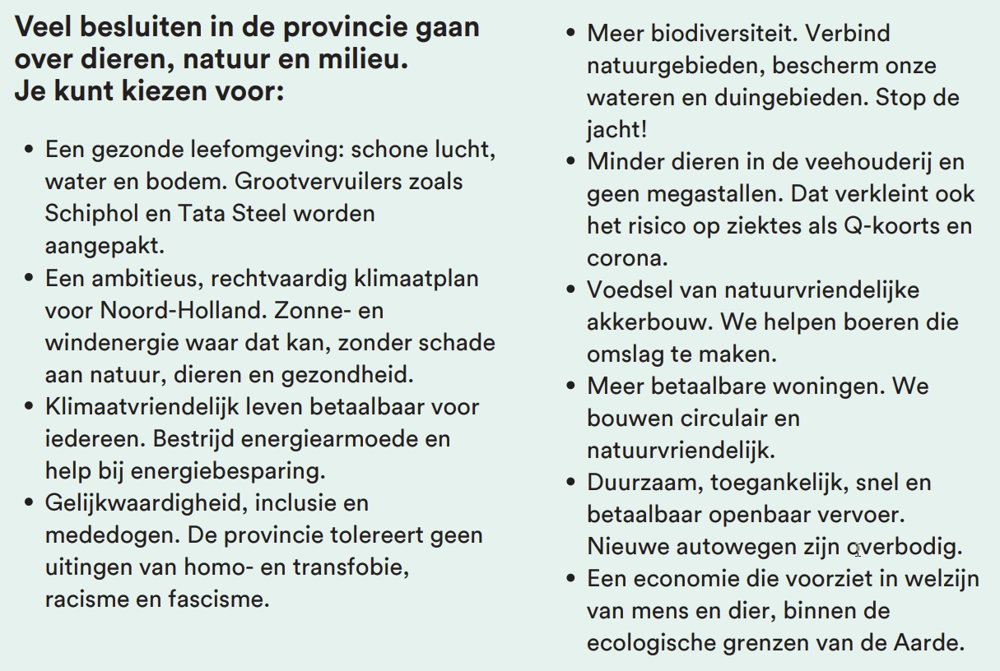 Veel besluiten in de provincie gaan
over dieren, natuur en milieu.
Je kunt kiezen voor:
• Een gezonde leefomgeving: schone lucht,
water en bodem. Grootvervuilers zoals
Schiphol en Tata Steel worden
aangepakt.
• Een ambitieus, rechtvaardig klimaatplan
voor Noord-Holland. Zonne- en
windenergie waar dat kan, zonder schade
aan natuur, dieren en gezondheid.
• Klimaatvriendelijk leven betaalbaar voor
iedereen. Bestrijd energiearmoede en
help bij energiebesparing.
• Gelijkwaardigheid, inclusie en
mededogen. De provincie tolereert geen
uitingen van homo- en transfobie,
racisme en fascisme.
• Meer biodiversiteit. Verbind
natuurgebieden, bescherm onze
wateren en duingebieden. Stop de
jacht!
• Minder dieren in de veehouderij en
geen megastallen. Dat verkleint ook
het risico op ziektes als Q-koorts en
corona.
• Voedsel van natuurvriendelijke
akkerbouw. We helpen boeren die
omslag te maken.
• Meer betaalbare woningen. We
bouwen circulair en
natuurvriendelijk.
• Duurzaam, toegankelijk, snel en
betaalbaar openbaar vervoer.
Nieuwe autowegen zijn overbodig.
• Een economie die voorziet in welzijn
van mens en dier, binnen de
ecologische grenzen van de Aarde.